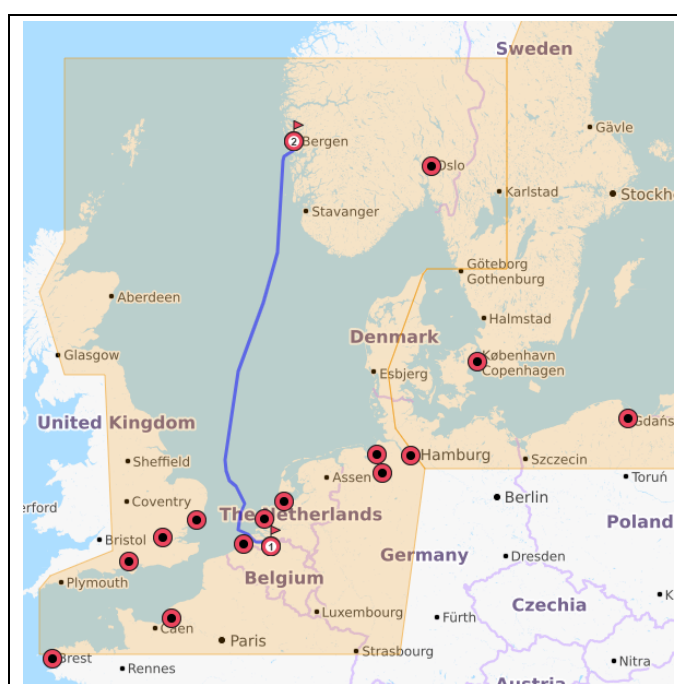 Sweden
Gävle
2
Bergen
Oslo
Karlstad
Stockh
Stavanger
Göteborg
Gothenburg
Aberdeen
Halmstad
Denmark
Glasgow
København
Copenhagen
Esbjerg
United Kingdom
Gdańs
Sheffield
Hamburg
Szczecin
Assen
Toruń
Coventry
Berlin
erford
The Netherlands
Poland
Bristol
1
Germany
Dresden
Belgium
Plymouth
K
Luxembourg
Czechia
Fürth
Caen
Paris
Strasbourg
Brest
Rennes
Nitra
Austria